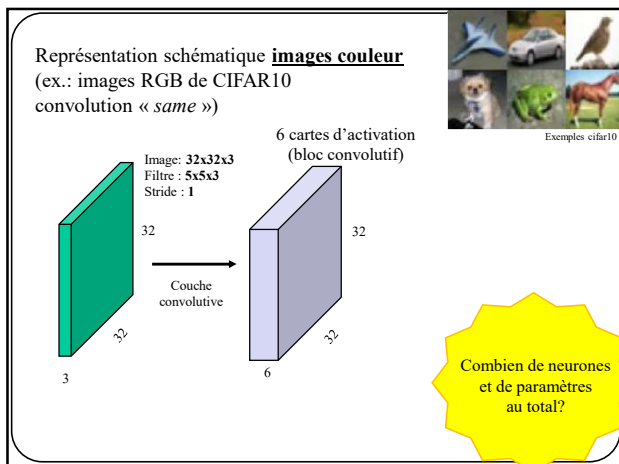 Représentation schématique images couleur
(ex.: images RGB de CIFAR10
convolution « same »)
Exemples cifar10
6 cartes d'activation
(bloc convolutif)
Image: 32x32x3
Filtre : 5x5x3
Stride : 1
32
32
3
Couche
convolutive
32
32
6
Combien de neurones
et de paramètres
au total?